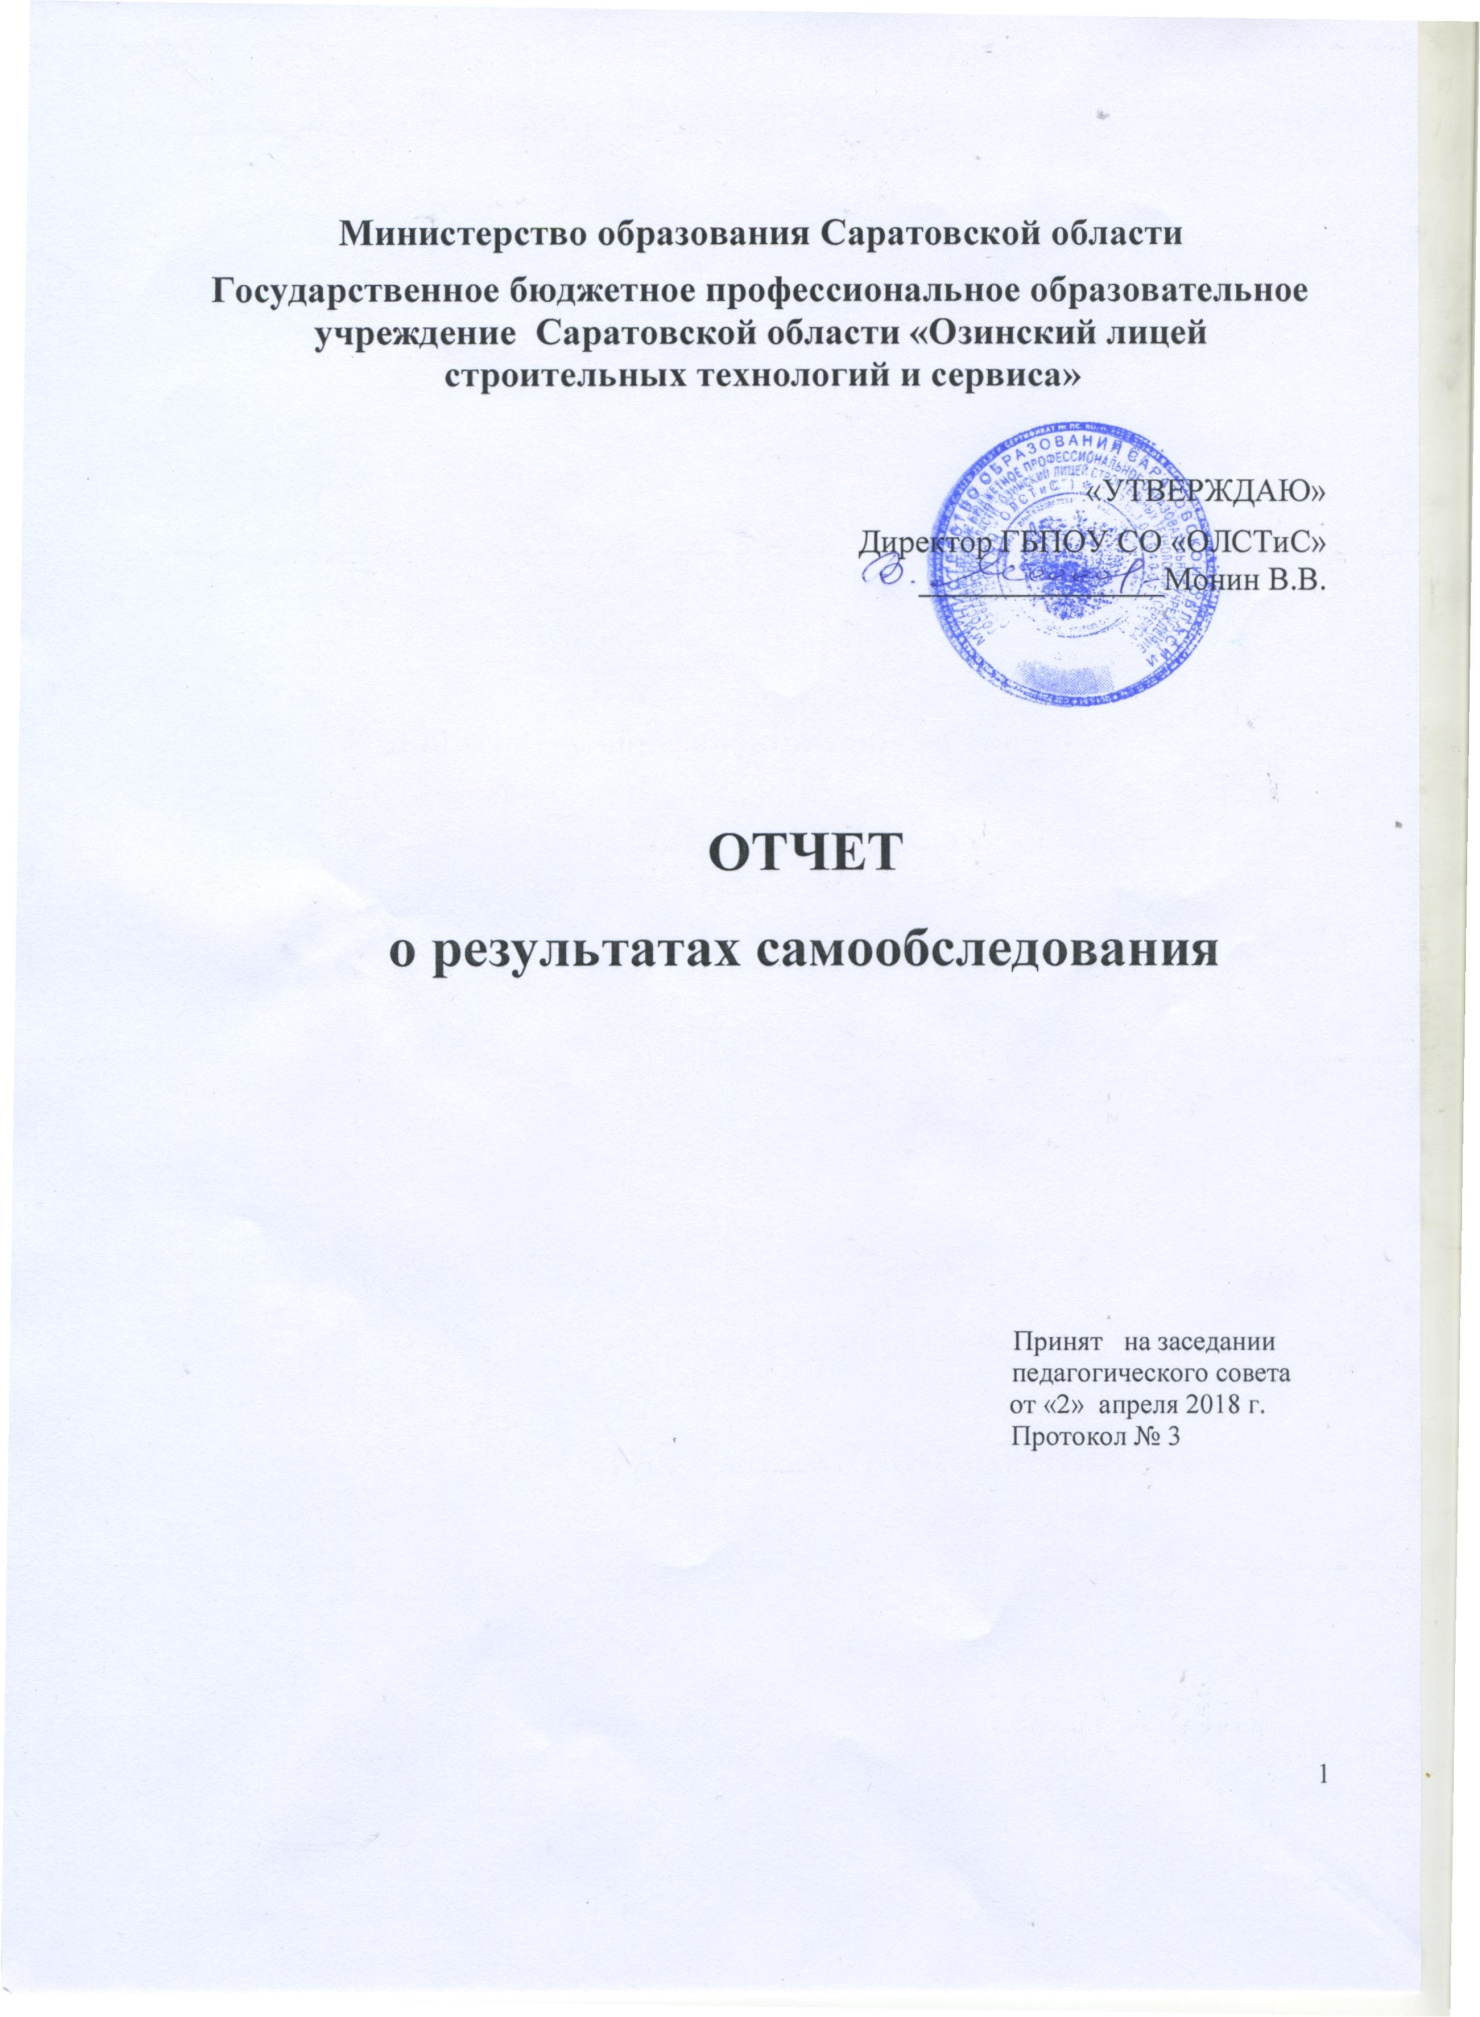 Министерство образования Саратовской области
Государственное бюджетное профессиональное образовательное
учреждение Саратовской области «Озинский лицей
строительных технологий и сервиса»
«УТВЕРЖДАЮ»
Директор ГБПОУ СО «ОЛСТиС»
Монин В.В.
ОТЧЕТ
о результатах самообследования
Принят на заседании
педагогического совета
от «2» апреля 2018 г.
Протокол № 3
1